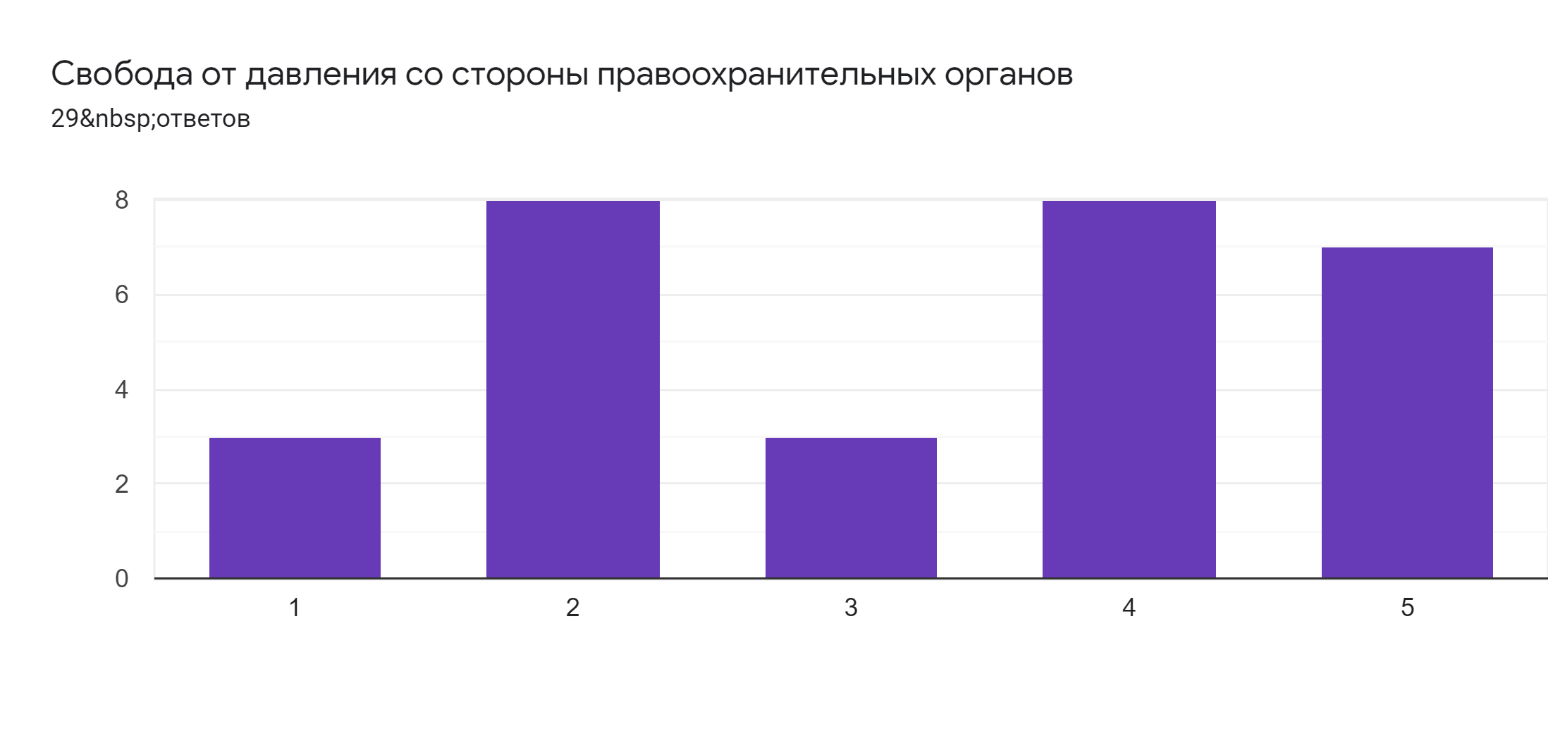 Свобода от давления со стороны правоохранительных органов
29&nbsp;ответов
8
6
4
2
0
1 2 3 4 5